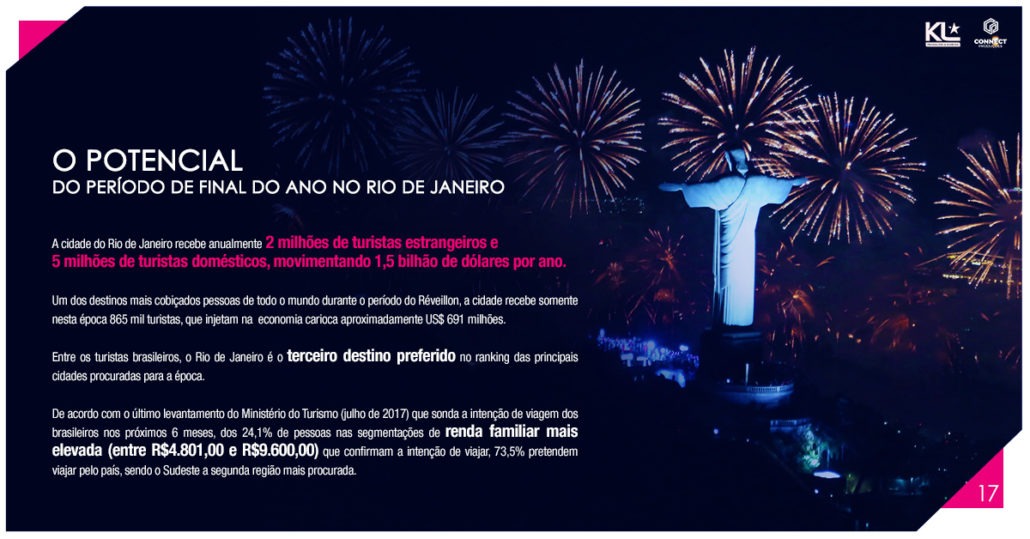 KL
CONNECT
O POTENCIAL
DO PERÍODO DE FINAL DO ANO NO RIO DE JANEIRO
A cidade do Rio de Janeiro recebe anualmente 2 milhões de turistas estrangeiros e
5 milhões de turistas domésticos, movimentando 1,5 bilhão de dólares por ano.
Um dos destinos mais cobiçados pessoas de todo o mundo durante o período do Réveillon, a cidade recebe somente
nesta época 865 mil turistas, que injetam na economia carioca aproximadamente US$ 691 milhões.
Entre os turistas brasileiros, o Rio de Janeiro é o terceiro destino preferido no ranking das principais
cidades procuradas para a época.
De acordo com o último levantamento do Ministério do Turismo (julho de 2017) que sonda a intenção de viagem dos
brasileiros nos próximos 6 meses, dos 24,1% de pessoas nas segmentações de renda familiar mais
elevada (entre R$4.801,00 e R$9.600,00) que confirmam a intenção de viajar, 73,5% pretendem
viajar pelo país, sendo o Sudeste a segunda região mais procurada.
17